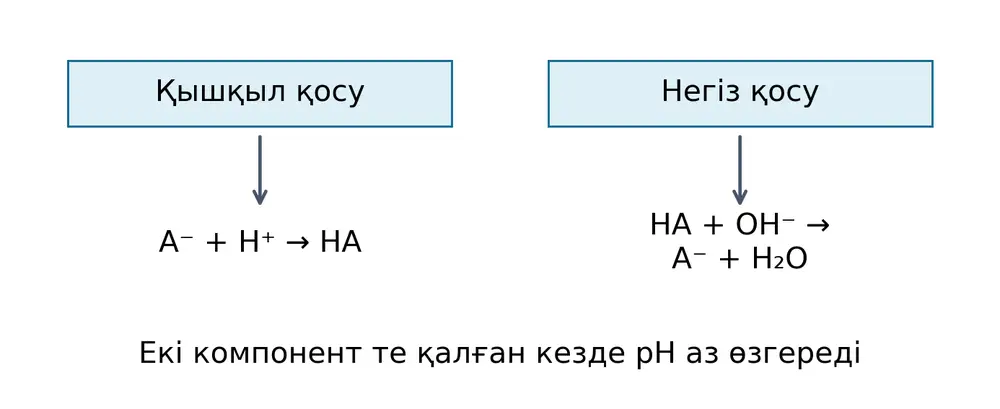 Қышқыл қосу
A⁻ + H⁺ → HA
Негіз қосу
HA + OH⁻ →
A⁻ + H₂O
Екі компонент те қалған кезде pH аз өзгереді